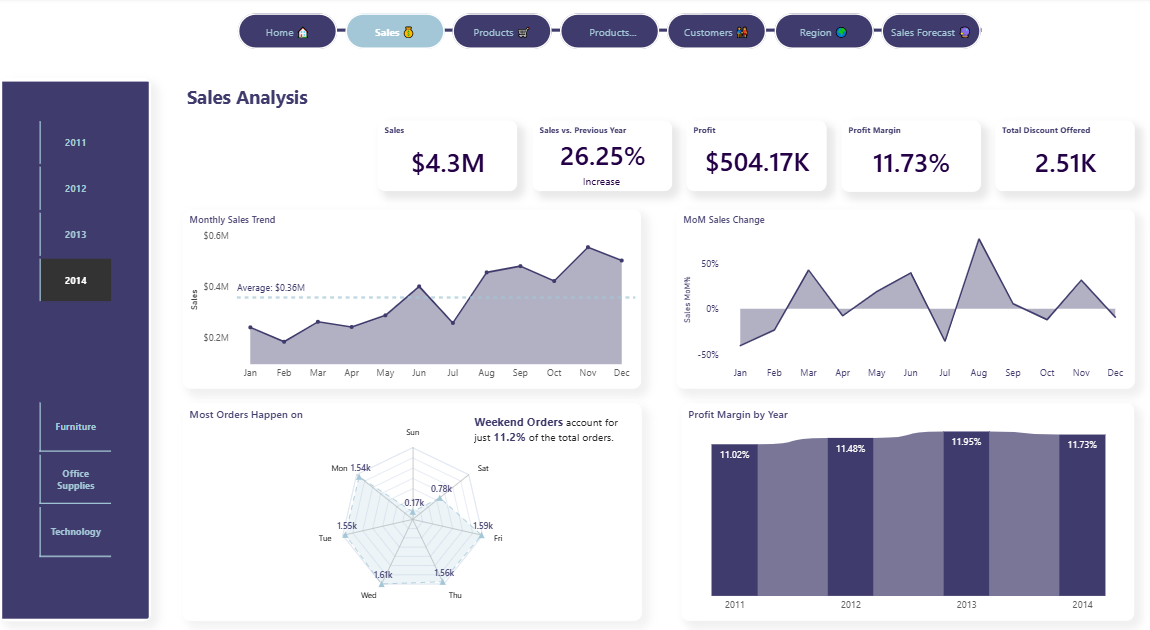 Home
Sales
Products
Products...
Customers
Region
Sales Forecast
2011
2012
2013
2014
Furniture
Office
Supplies
Technology
Sales Analysis
Sales
$4.3M
Sales vs. Previous Year
26.25%
Increase
Profit
$504.17K
Profit Margin
11.73%
Total Discount Offered
2.51K
Monthly Sales Trend
$0.6M
$0.4M
$0.2M
Sales
Average: $0.36M
Jan Feb Mar Apr May Jun Jul Aug Sep Oct Nov Dec
MoM Sales Change
50%
0%
-50%
Sales MoM%
Jan Feb Mar Apr May Jun Jul Aug Sep Oct Nov Dec
Most Orders Happen on
Weekend Orders account for
just 11.2% of the total orders.
Sun
Mon 1.54k
Sat
0.78k
0.17k
1.55k
Tue
1.59k
Fri
1.61k
Wed
1.56k
Thu
Profit Margin by Year
11.02%
11.48%
11.95%
11.73%
2011 2012 2013 2014